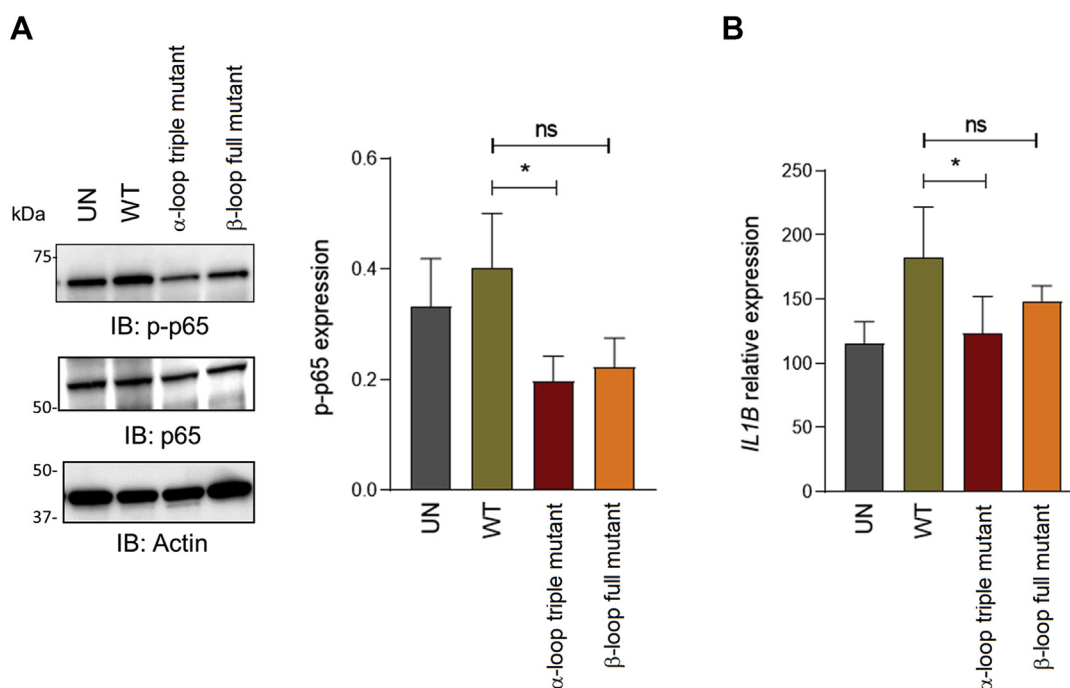 A
kDa
UN
WT
α-loop triple mutant
β-loop full mutant
75-
IB: p-p65
50-
IB: p65
50-
37-
IB: Actin
p-p65 expression
0.6
0.4
0.2
0.0
ns
*
UN
WT
α-loop triple mutant
β-loop full mutant
B
IL1B relative expression
250
200
150
100
50
0
ns
*
UN
WT
α-loop triple mutant
β-loop full mutant